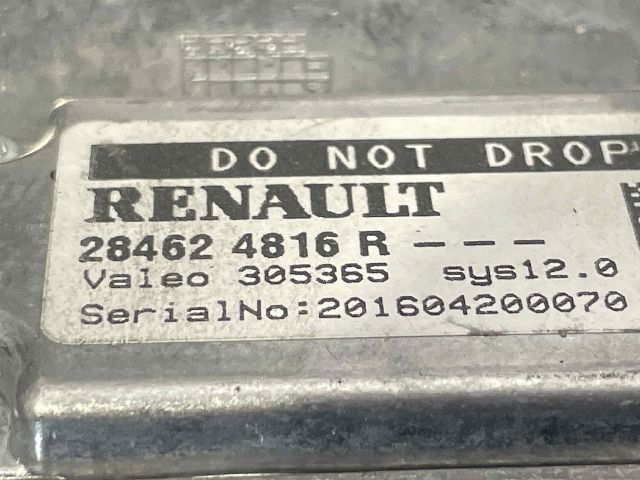 DO NOT DROP
RENAULT
28462 4816 R - - -
Valeo 305365 sys12.0
SerialNo:201604200070